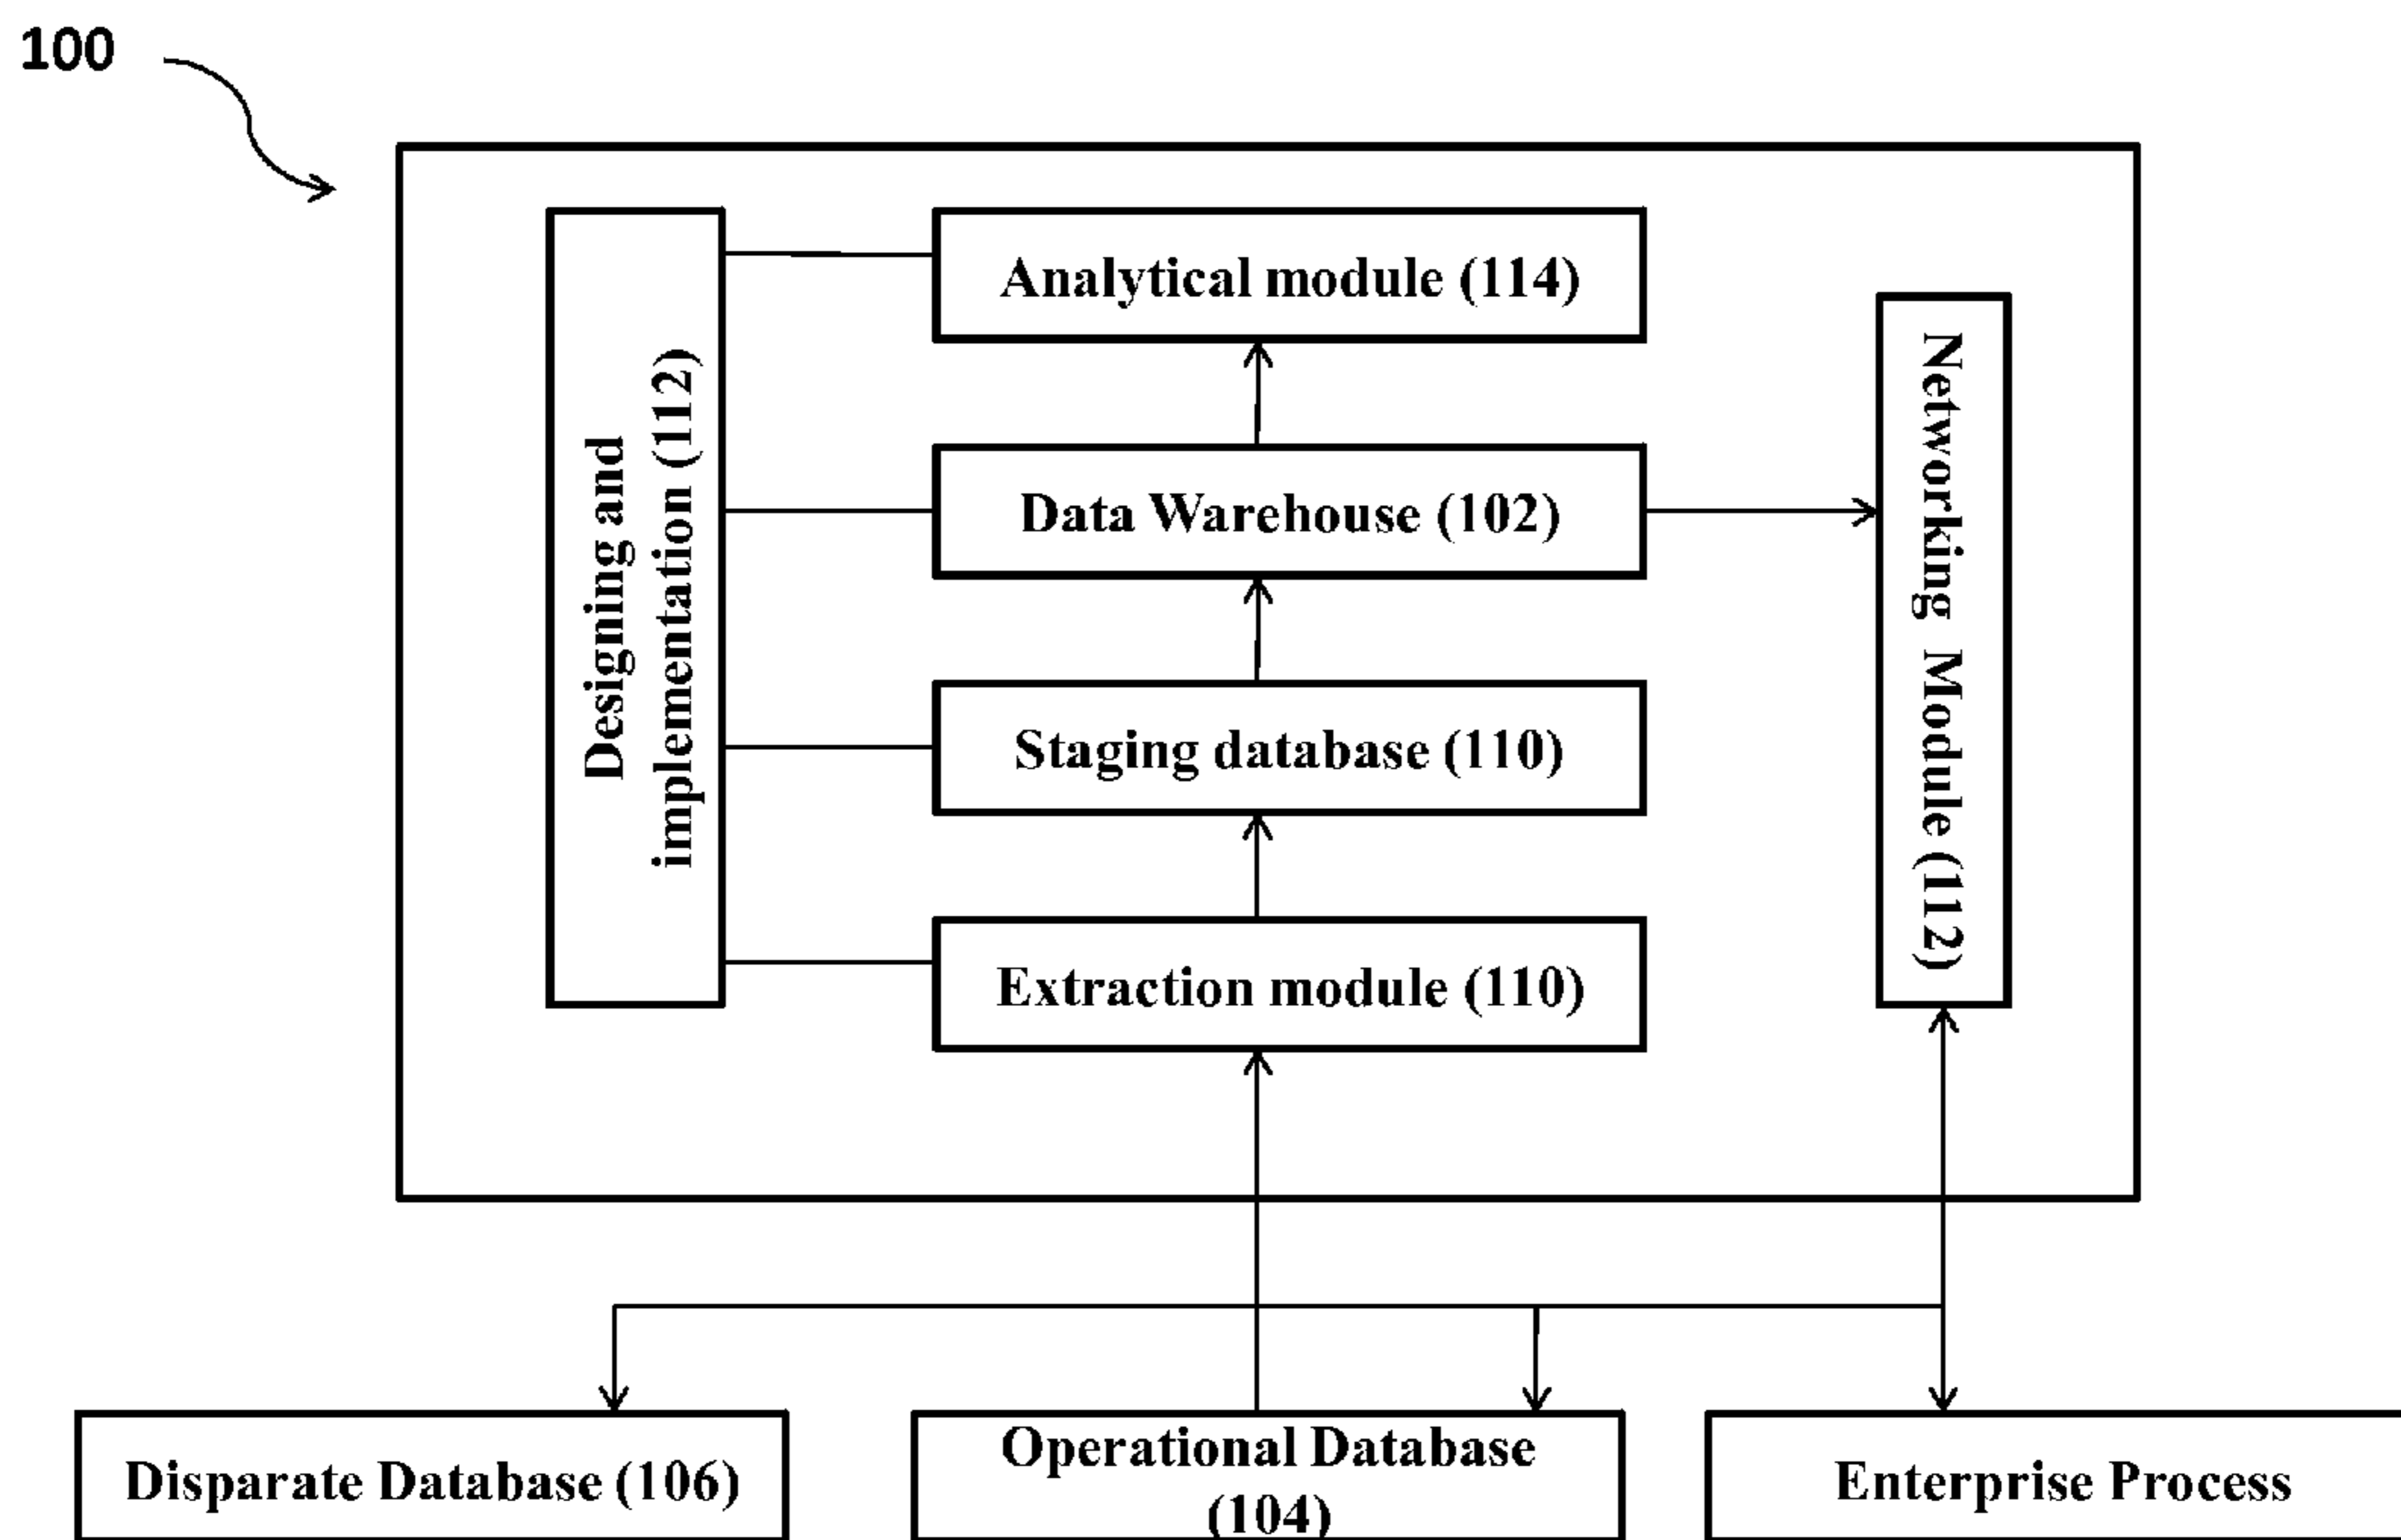 100
Analytical module (114)
Designing and
implementation (112)
Data Warehouse (102)
Networking Module (112)
Staging database (110)
Extraction module (110)
Disparate Database (106)
Operational Database
(104)
Enterprise Process